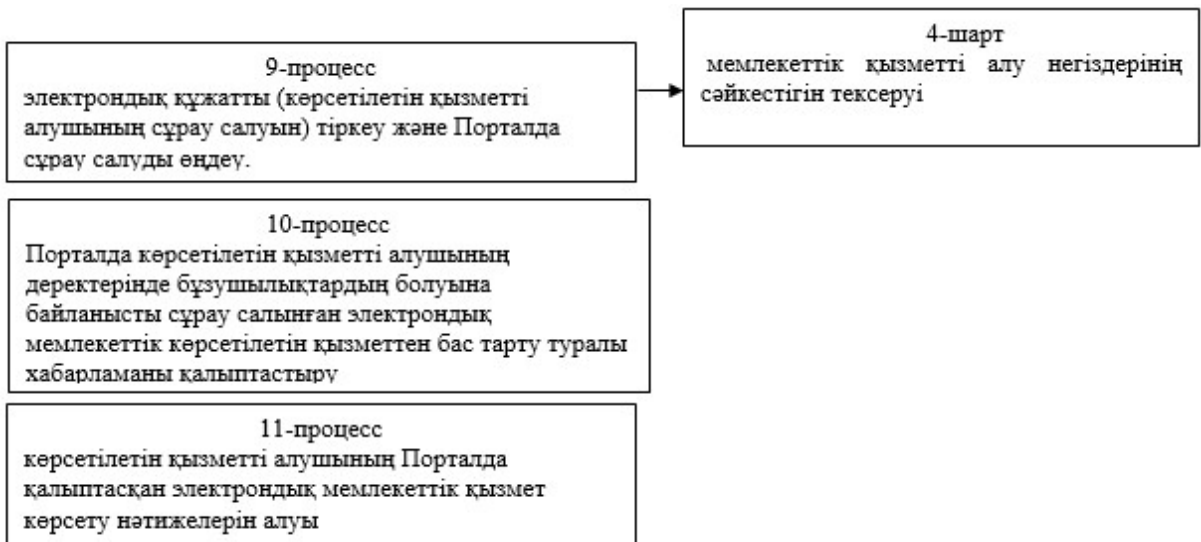 9-процесс
электрондық құжатты (көрсетілетін қызметті
алушының сұрау салуын) тіркеу және Порталда
сұрау салуды өңдеу.
4-шарт
мемлекеттік қызметті алу негіздерінің
сәйкестігін тексеруі
10-процесс
Порталда көрсетілетін қызметті алушының
деректерінде бұзушылықтардың болуына
байланысты сұрау салынған электрондық
мемлекеттік көрсетілетін қызметтен бас тарту туралы
хабарламаны қалыптастыру
11-процесс
көрсетілетін қызметті алушының Порталда
қалыптасқан электрондық мемлекеттік қызмет
көрсету нәтижелерін алуы